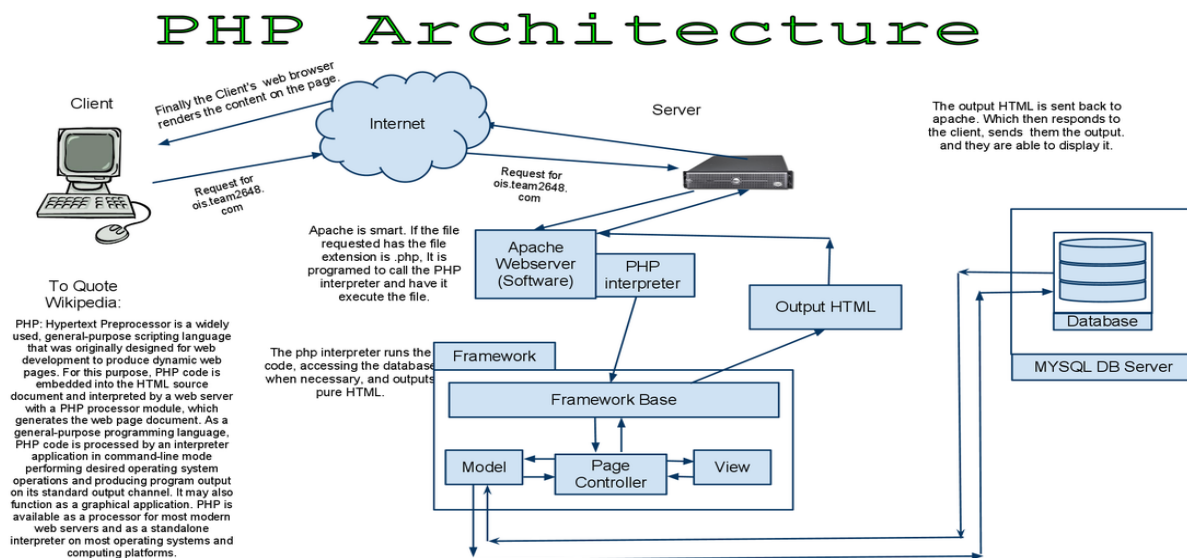 PHP Architecture
Client
Finally the Client's web browser
renders the content on the page.
Internet
Server
The output HTML is sent back to
apache. Which then responds to
the client, sends them the output.
and they are able to display it.
Request for
ois.team2648.
com
Request for
ois.team2648.
com
Apache is smart. If the file
requested has the file
extension is .php, It is
programed to call the PHP
interpreter and have it
execute the file.
Apache
Webserver
(Software)
PHP
interpreter
Output HTML
Database
MYSQL DB Server
To Quote
Wikipedia:
PHP: Hypertext Preprocessor is a widely
used, general-purpose scripting language
that was originally designed for web
development to produce dynamic web
pages. For this purpose, PHP code is
embedded into the HTML source
document and interpreted by a web server
with a PHP processor module, which
generates the web page document. As a
general-purpose programming language,
PHP code is processed by an interpreter
application in command-line mode
performing desired operating system
operations and producing program output
on its standard output channel. It may also
function as a graphical application. PHP is
available as a processor for most modern
web servers and as a standalone
interpreter on most operating systems and
computing platforms.
The php interpreter runs the
code, accessing the database
when necessary, and outputs
pure HTML.
Framework
Framework Base
Model
Page
Controller
View